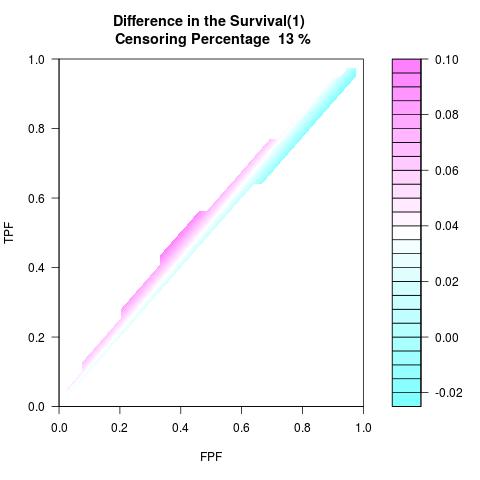 Difference in the Survival(1)
Censoring Percentage  13 %
TPF
1.0
0.8
0.6
0.4
0.2
0.0
0.0 0.2 0.4 0.6 0.8 1.0
FPF
0.10
0.08
0.06
0.04
0.02
0.00
-0.02